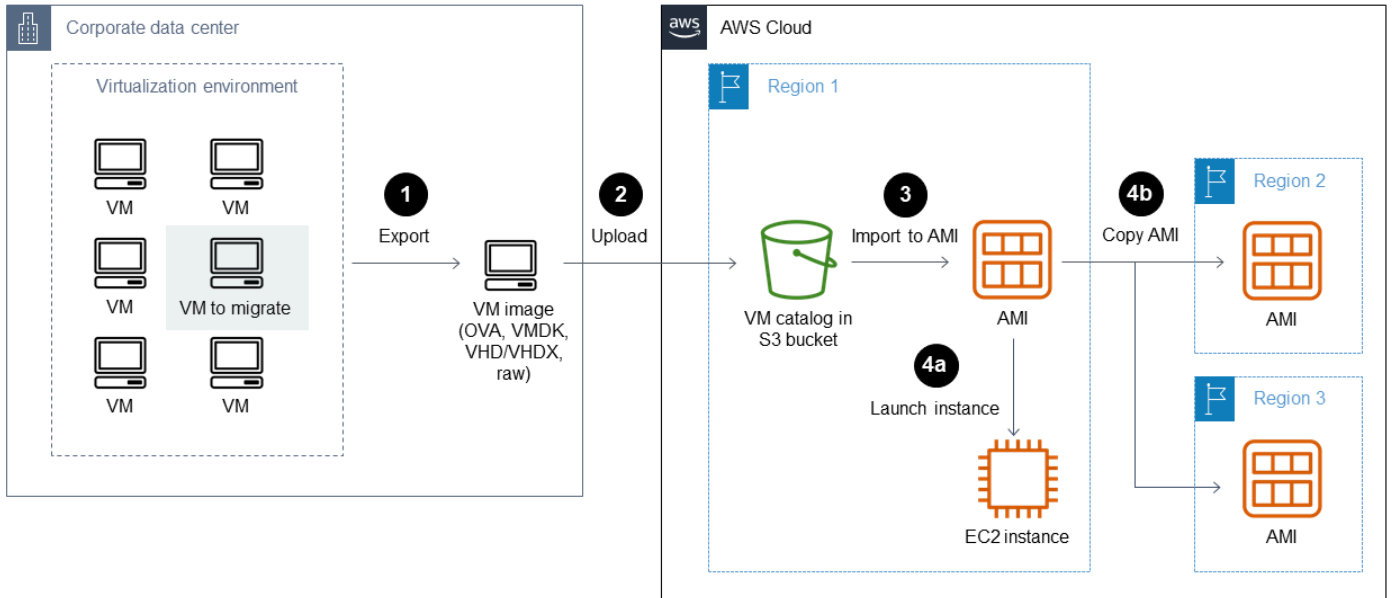 Corporate data center
Virtualization environment
VM
VM
VM
VM to migrate
VM
VM
1
Export
VM image
(OVA, VMDK,
VHD/VHDX,
raw)
2
Upload
aws
AWS Cloud
Region 1
VM catalog in
S3 bucket
3
Import to AMI
AMI
4a
Launch instance
EC2 instance
4b
Copy AMI
Region 2
AMI
Region 3
AMI